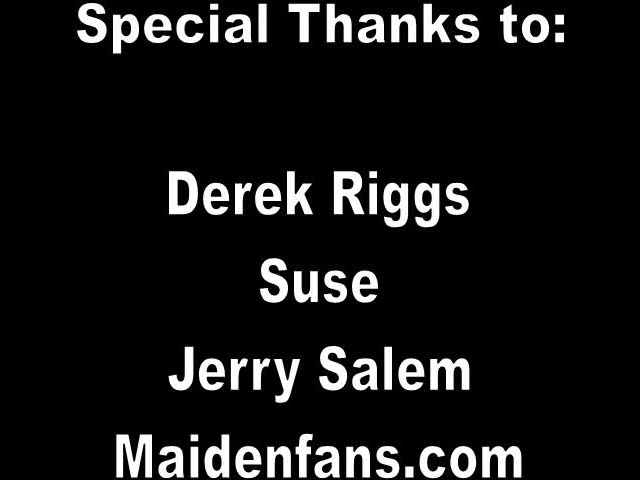 Special Thanks to:
Derek Riggs
Suse
Jerry Salem
Maidenfans.com